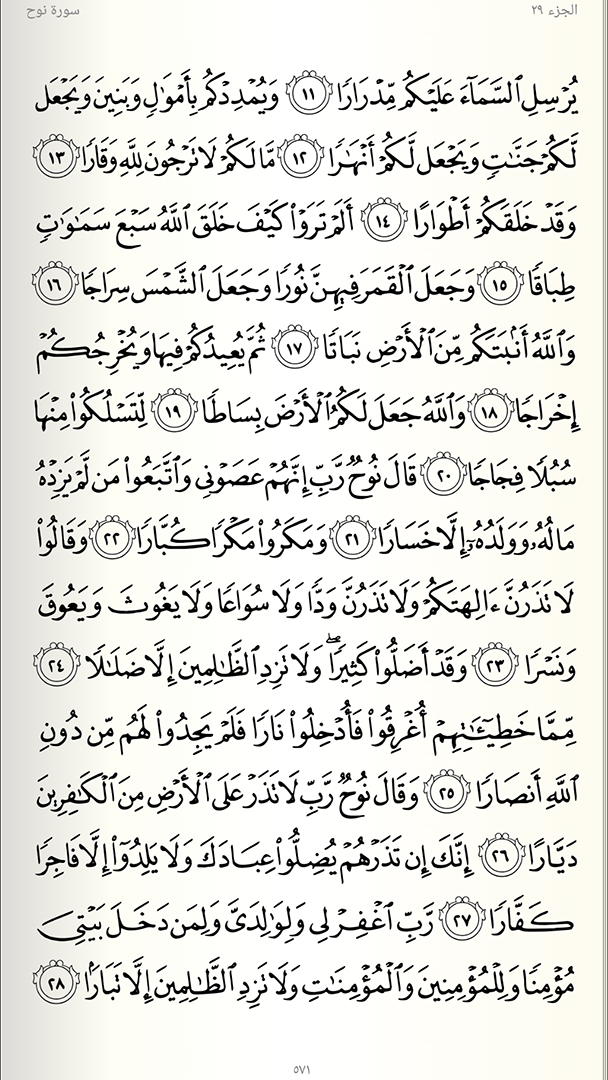 الجزء ٢٩
سورة نوح
يُرْسِلِ ٱلسَّمَآءَ عَلَيْكُم مِّدْرَارًا ١١ وَيُمْدِدْكُم بِأَمْوَٰلٍ وَبَنِينَ وَيَجْعَل
لَّكُمْ جَنَّٰتٍ وَيَجْعَل لَّكُمْ أَنْهَٰرًا ١٢ مَّا لَكُمْ لَا تَرْجُونَ لِلَّهِ وَقَارًا ١٣
وَقَدْ خَلَقَكُمْ أَطْوَارًا ١٤ أَلَمْ تَرَوْا۟ كَيْفَ خَلَقَ ٱللَّهُ سَبْعَ سَمَٰوَٰتٍ
طِبَاقًا ١٥ وَجَعَلَ ٱلْقَمَرَ فِيهِنَّ نُورًا وَجَعَلَ ٱلشَّمْسَ سِرَاجًا ١٦
وَٱللَّهُ أَنۢبَتَكُم مِّنَ ٱلْأَرْضِ نَبَاتًا ١٧ ثُمَّ يُعِيدُكُمْ فِيهَا وَيُخْرِجُكُمْ
إِخْرَاجًا ١٨ وَٱللَّهُ جَعَلَ لَكُمُ ٱلْأَرْضَ بِسَاطًا ١٩ لِّتَسْلُكُوا۟ مِنْهَا
سُبُلًا فِجَاجًا ٢٠ قَالَ نُوحٌ رَّبِّ إِنَّهُمْ عَصَوْنِى وَٱتَّبَعُوا۟ مَن لَّمْ يَزِدْهُ
مَالُهُۥ وَوَلَدُهُۥٓ إِلَّا خَسَارًا ٢١ وَمَكَرُوا۟ مَكْرًا كُبَّارًا ٢٢ وَقَالُوا۟
لَا تَذَرُنَّ ءَالِهَتَكُمْ وَلَا تَذَرُنَّ وَدًّا وَلَا سُوَاعًا وَلَا يَغُوثَ وَيَعُوقَ
وَنَسْرًا ٢٣ وَقَدْ أَضَلُّوا۟ كَثِيرًا ۖ وَلَا تَزِدِ ٱلظَّٰلِمِينَ إِلَّا ضَلَٰلًا ٢٤
مِّمَّا خَطِيٓـَٰٔتِهِمْ أُغْرِقُوا۟ فَأُدْخِلُوا۟ نَارًا فَلَمْ يَجِدُوا۟ لَهُم مِّن دُونِ
ٱللَّهِ أَنصَارًا ٢٥ وَقَالَ نُوحٌ رَّبِّ لَا تَذَرْ عَلَى ٱلْأَرْضِ مِنَ ٱلْكَٰفِرِينَ
دَيَّارًا ٢٦ إِنَّكَ إِن تَذَرْهُمْ يُضِلُّوا۟ عِبَادَكَ وَلَا يَلِدُوٓا۟ إِلَّا فَاجِرًا
كَفَّارًا ٢٧ رَّبِّ ٱغْفِرْ لِى وَلِوَٰلِدَىَّ وَلِمَن دَخَلَ بَيْتِىَ
مُؤْمِنًا وَلِلْمُؤْمِنِينَ وَٱلْمُؤْمِنَٰتِ وَلَا تَزِدِ ٱلظَّٰلِمِينَ إِلَّا تَبَارًۢا ٢٨
٥٧١